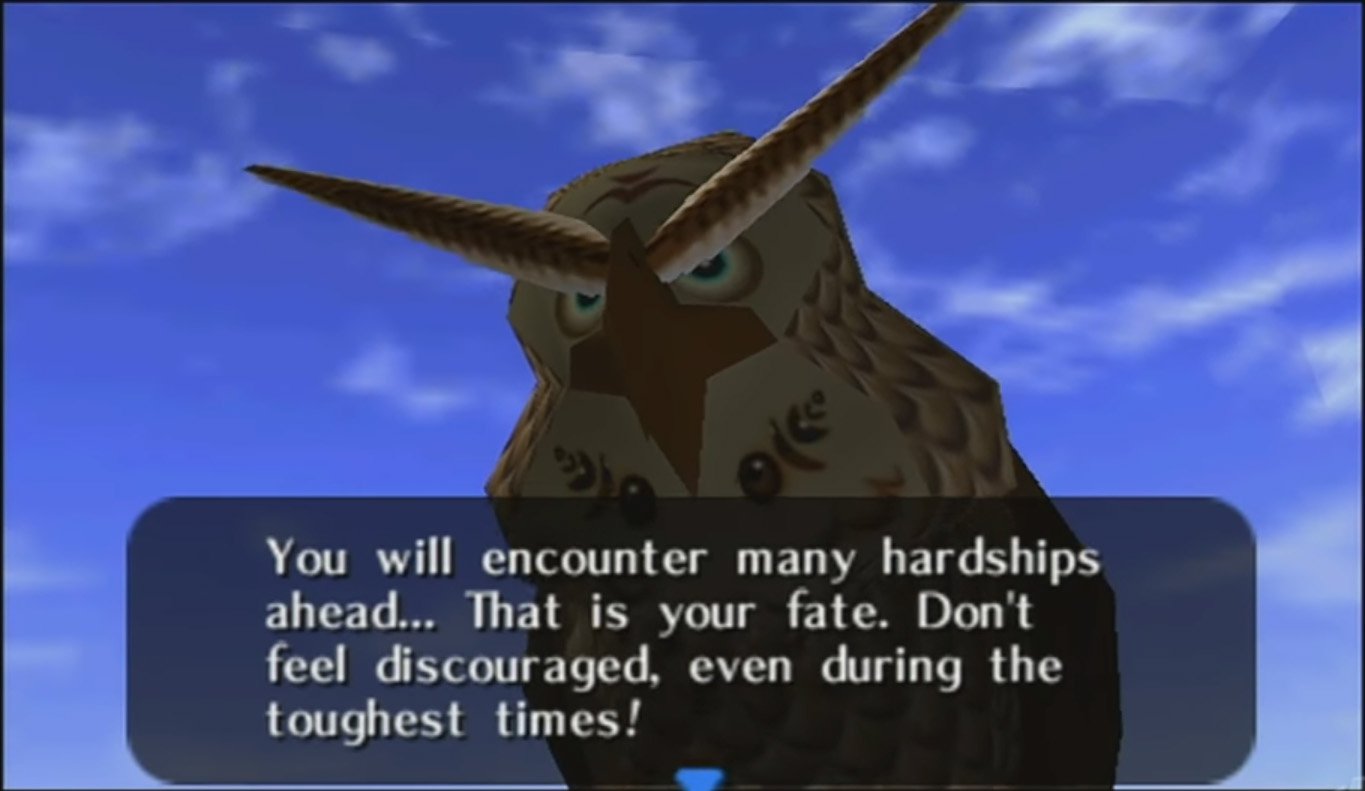 You will encounter many hardships
ahead... That is your fate. Don't
feel discouraged, even during the
toughest times!